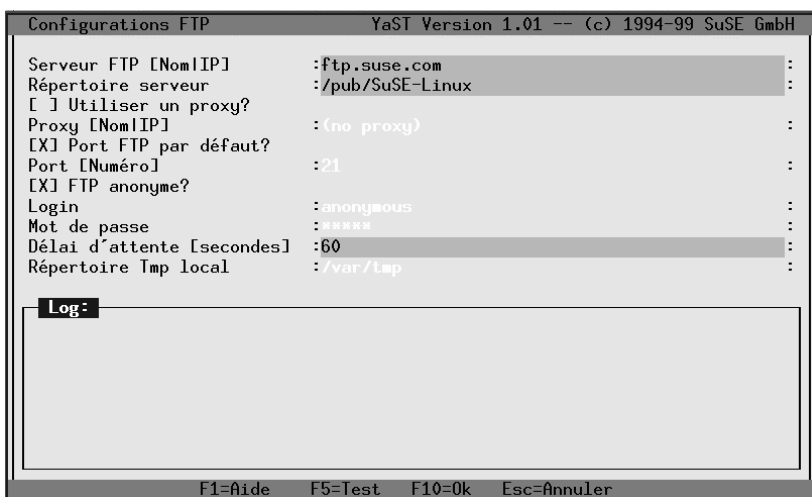 Configurations FTP YaST Version 1.01 -- (c) 1994-99 SuSE GmbH
Serveur FTP [Nom|IP] :ftp.suse.com :
Répertoire serveur :/pub/SuSE-Linux :
[ ] Utiliser un proxy?
Proxy [Nom|IP] :(no proxy) :
[X] Port FTP par défaut?
Port [Numéro] :21 :
[X] FTP anonyme?
Login :anonymous :
Mot de passe :***** :
Délai d'attente [secondes] :60 :
Répertoire Tmp local :/var/tmp :
Log:
F1=Aide F5=Test F10=Ok Esc=Annuler